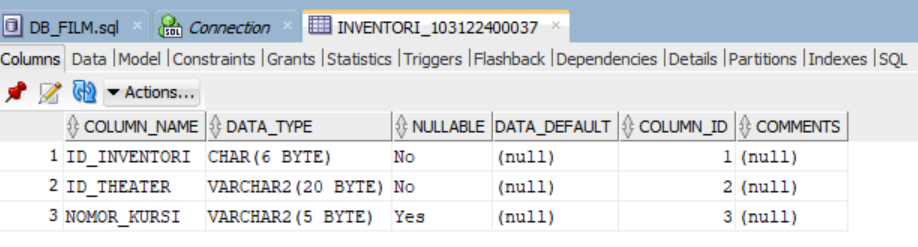 DB_FILM.sql × SQL Connection × INVENTORI_103122400037 ×
Columns Data |Model |Constraints |Grants |Statistics |Triggers |Flashback |Dependencies |Details |Partitions |Indexes |SQL
Actions...
COLUMN_NAME DATA_TYPE NULLABLE DATA_DEFAULT COLUMN_ID COMMENTS
1 ID_INVENTORI CHAR(6 BYTE) No (null) 1 (null)
2 ID_THEATER VARCHAR2(20 BYTE) No (null) 2 (null)
3 NOMOR_KURSI VARCHAR2(5 BYTE) Yes (null) 3 (null)